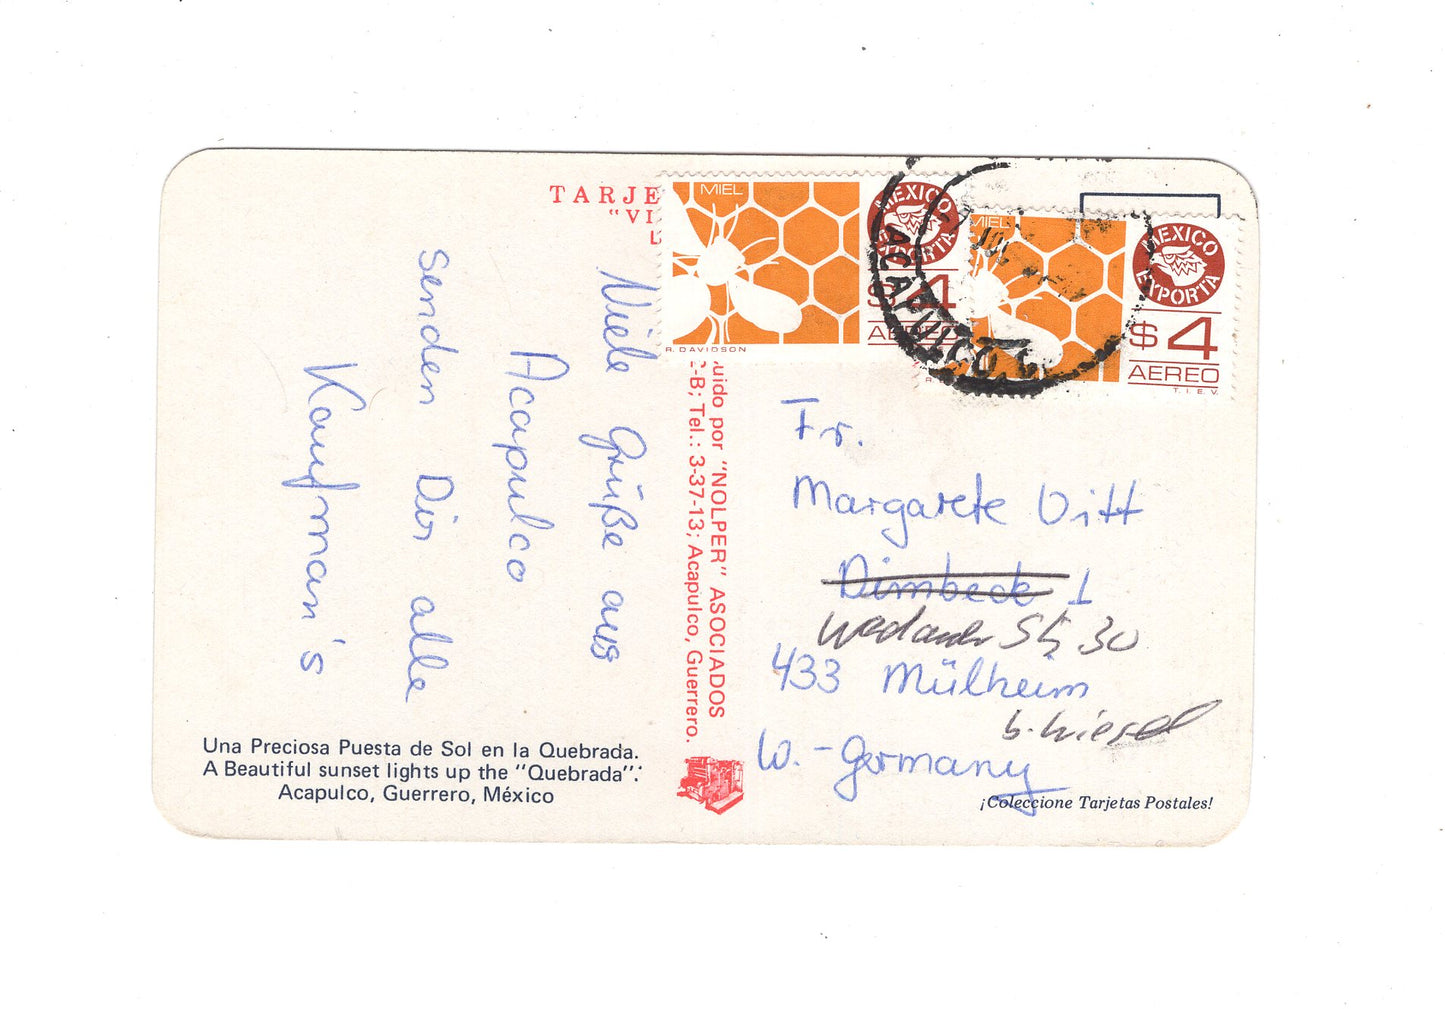 TARJE
"VI
Viele Grüße aus
Acapulco
senden Dir alle
Kaufman's
Una Preciosa Puesta de Sol en la Quebrada.
A Beautiful sunset lights up the "Quebrada".
Acapulco, Guerrero, México
uido por "NOLPER" ASOCIADOS
-B; Tel.: 3-37-13; Acapulco, Guerrero.
MIEL
MEXICO
EXPORTA
$4
AEREO
R. DAVIDSON
MIEL
MEXICO
EXPORTA
$4
AEREO
T.I.E.V.
ACAPULCO
Fr.
Margarete Vitt
Dimbeck 1
Str. 30
433 Mülheim
W.-Germany
¡Coleccione Tarjetas Postales!